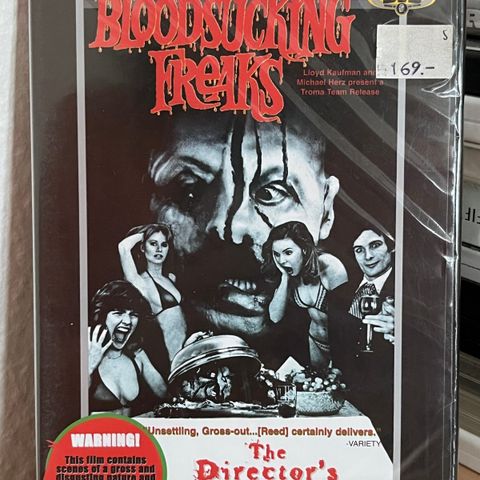 BLOODSUCKING
FREAKS
S
169.-
Lloyd Kaufman and
Michael Herz present a
Troma Team Release
"Unsettling, Gross-out...[Reed] certainly delivers."
-VARIETY
WARNING!
This film contains
scenes of a gross and
disgusting nature and
The
Director's